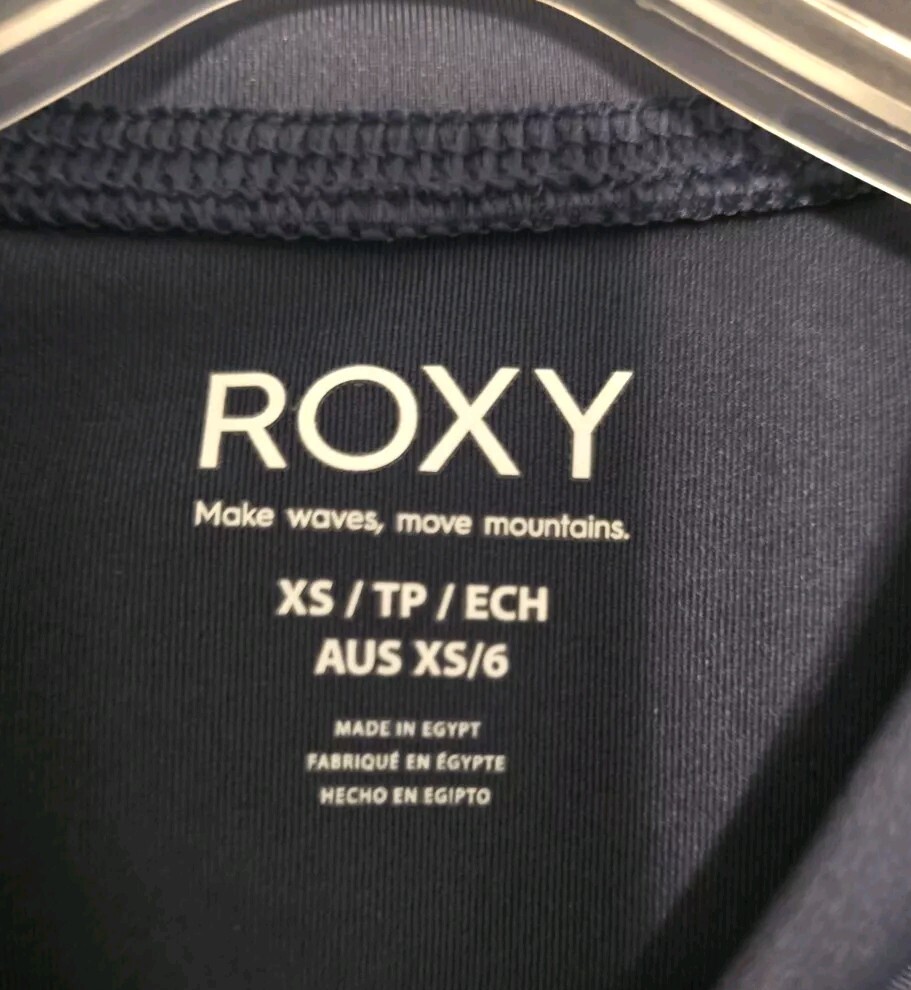 ROXY
Make waves, move mountains.
XS / TP / ECH
AUS XS/6
MADE IN EGYPT
FABRIQUÉ EN ÉGYPTE
HECHO EN EGIPTO